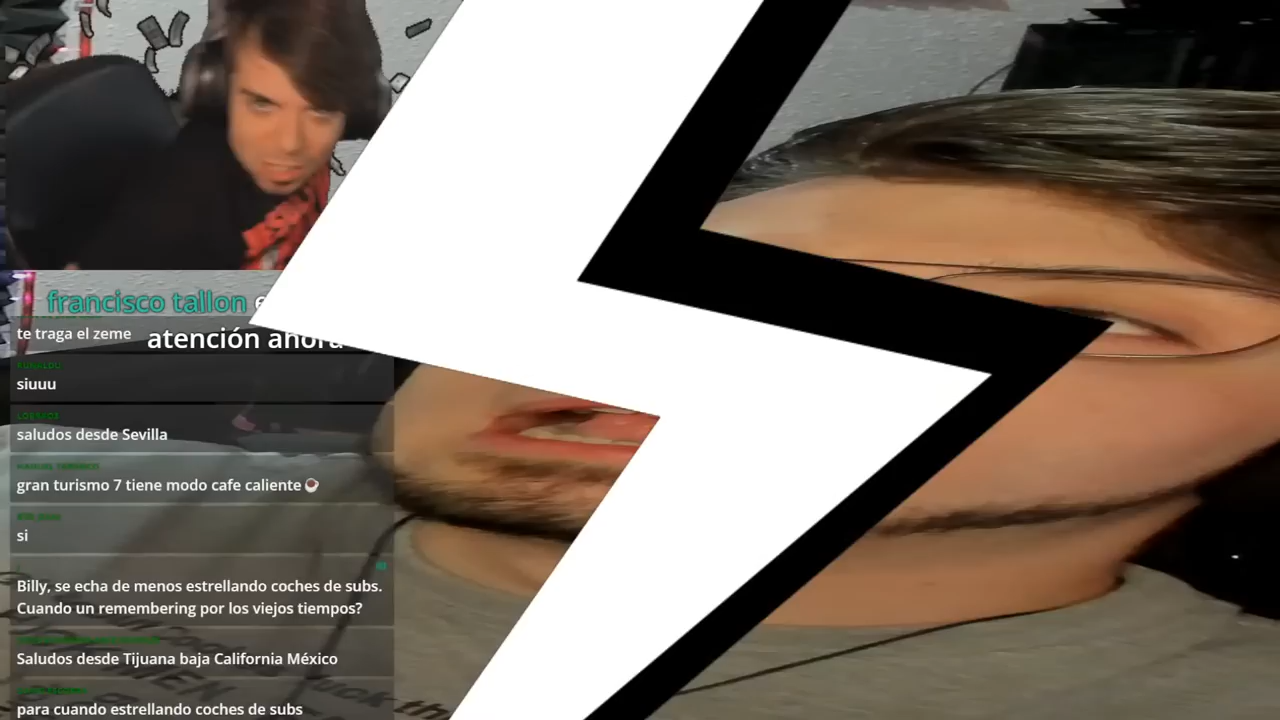 francisco tallon e
te traga el zeme
atención ahora
siuuu
saludos desde Sevilla
gran turismo 7 tiene modo cafe caliente
si
Billy, se echa de menos estrellando coches de subs.
Cuando un remembering por los viejos tiempos?
Saludos desde Tijuana baja California México
para cuando estrellando coches de subs